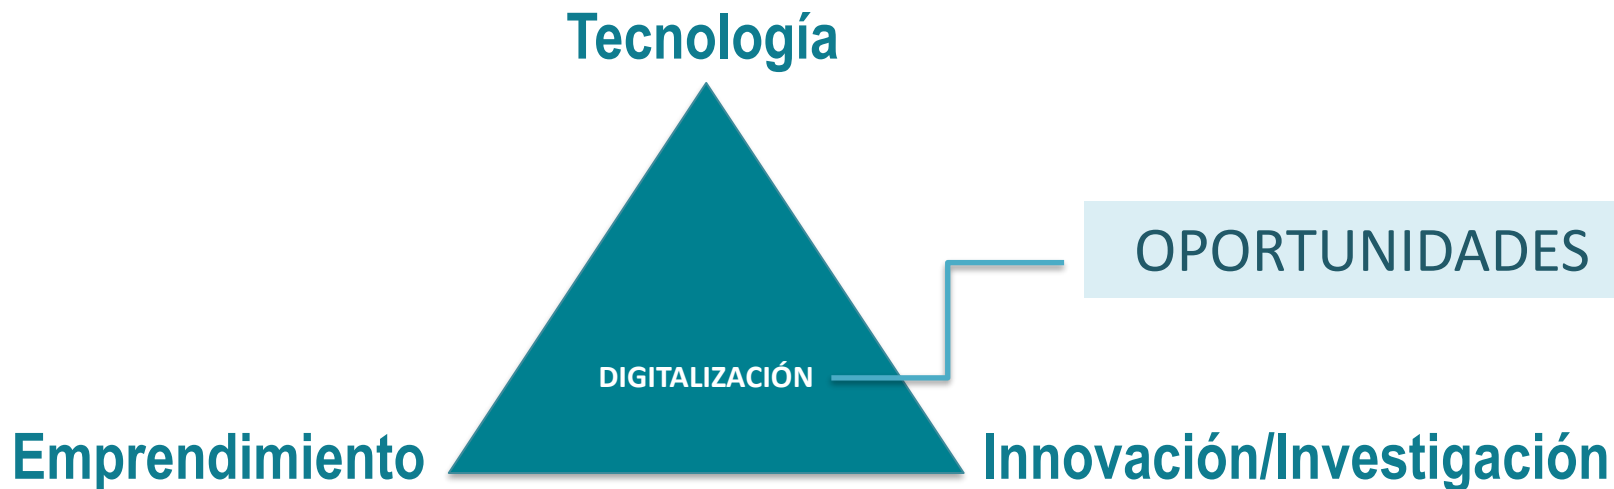 Tecnología
OPORTUNIDADES
DIGITALIZACIÓN
Emprendimiento
Innovación/Investigación